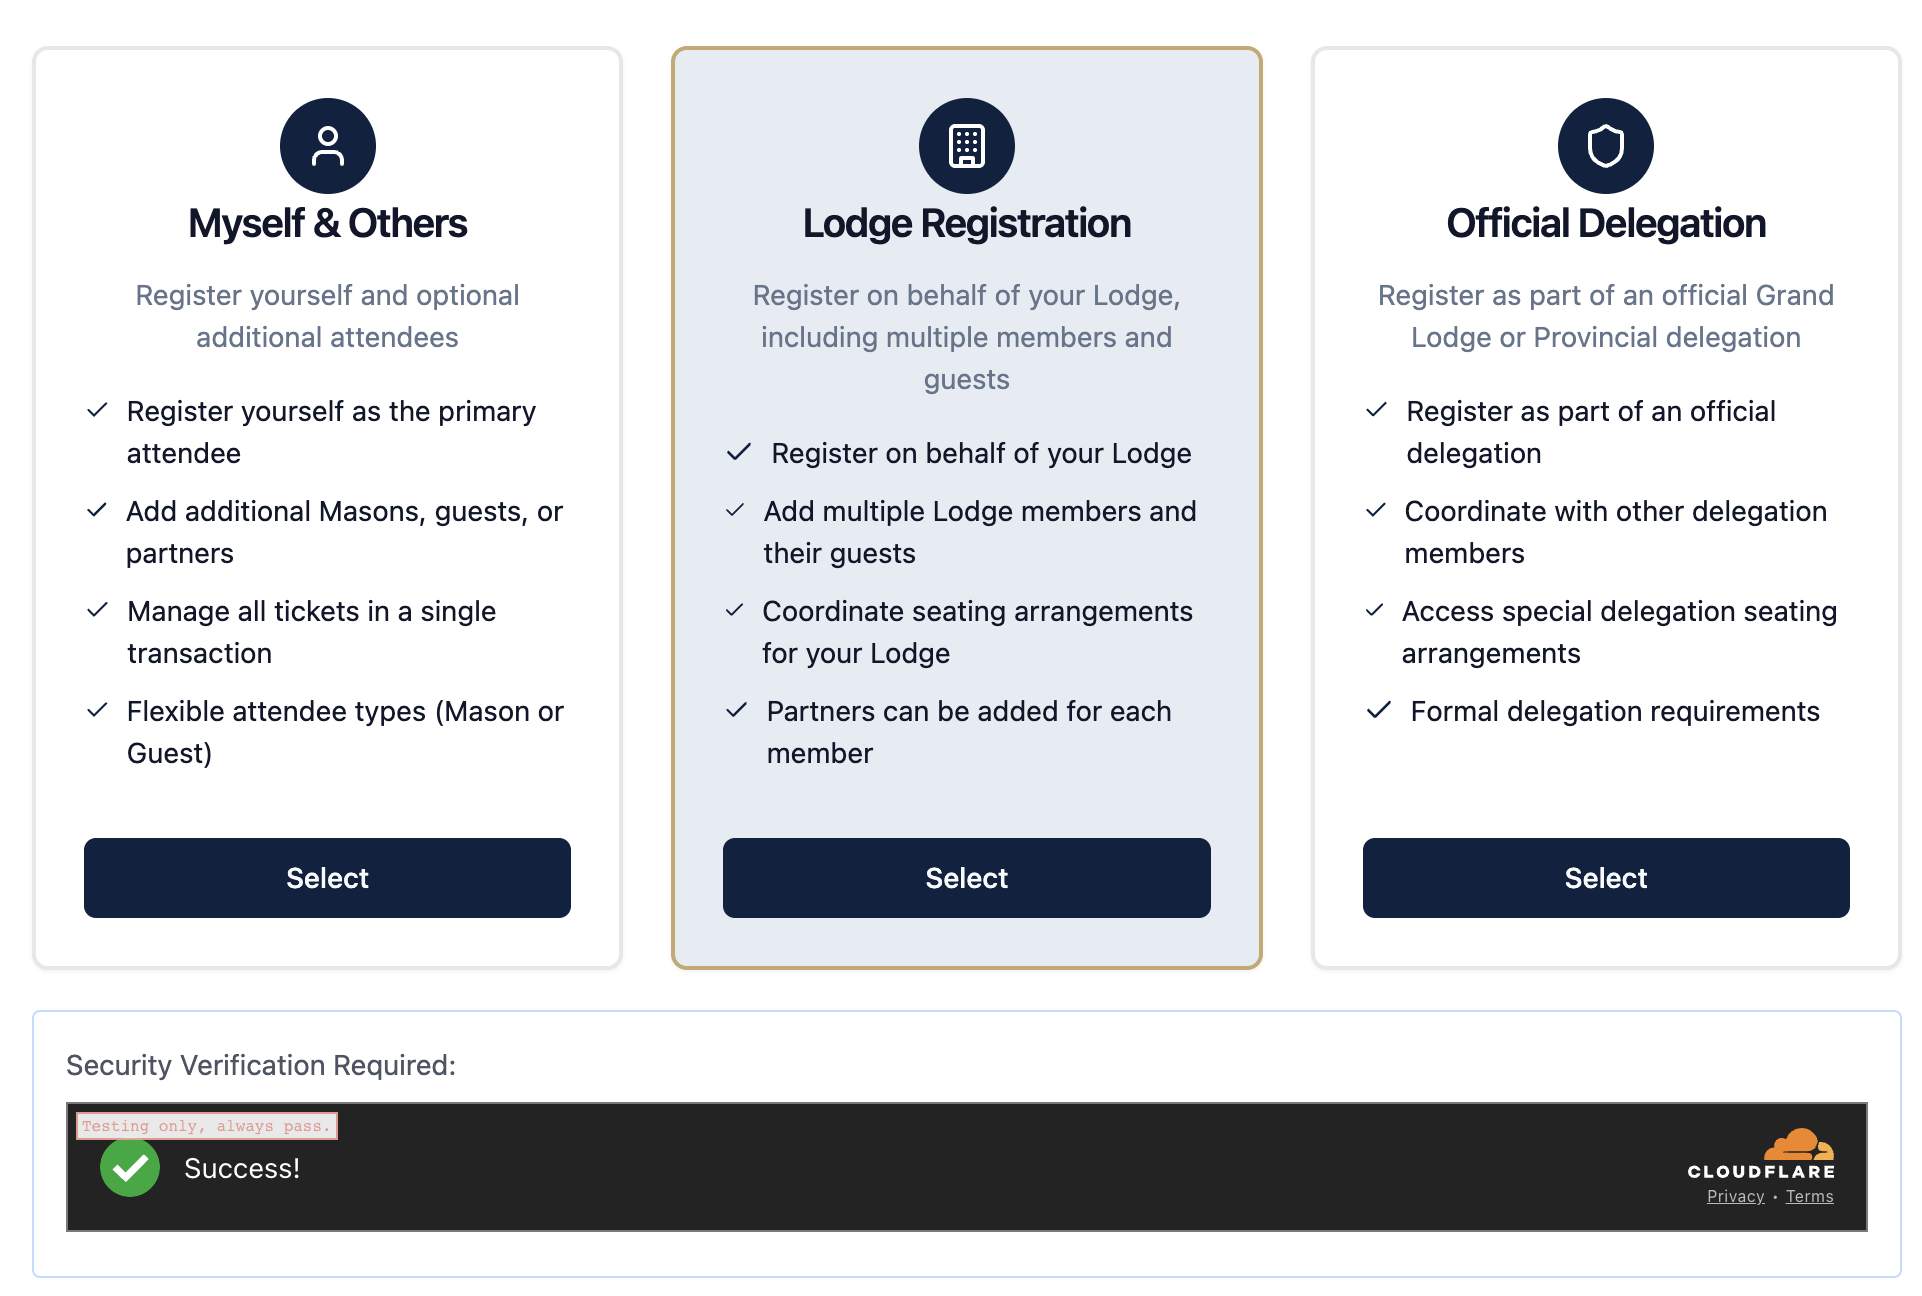 Myself & Others
Register yourself and optional
additional attendees
Register yourself as the primary
attendee
Add additional Masons, guests, or
partners
Manage all tickets in a single
transaction
Flexible attendee types (Mason or
Guest)
Select
Lodge Registration
Register on behalf of your Lodge,
including multiple members and
guests
Register on behalf of your Lodge
Add multiple Lodge members and
their guests
Coordinate seating arrangements
for your Lodge
Partners can be added for each
member
Select
Official Delegation
Register as part of an official Grand
Lodge or Provincial delegation
Register as part of an official
delegation
Coordinate with other delegation
members
Access special delegation seating
arrangements
Formal delegation requirements
Select
Security Verification Required:
Testing only, always pass.
Success!
CLOUDFLARE
Privacy • Terms